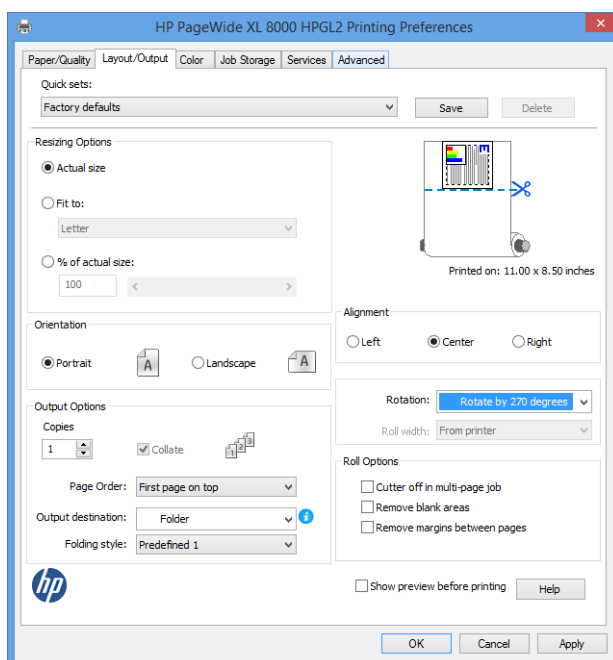 HP PageWide XL 8000 HPGL2 Printing Preferences
Paper/Quality Layout/Output Color Job Storage Services Advanced
Quick sets:
Factory defaults Save Delete
Resizing Options
Actual size
Fit to:
Letter
% of actual size:
100
Printed on: 11.00 x 8.50 inches
Orientation
Portrait A Landscape A
Alignment
Left Center Right
Rotation: Rotate by 270 degrees
Roll width: From printer
Output Options
Copies
1 Collate 1 2 3
Page Order: First page on top
Output destination: Folder i
Folding style: Predefined 1
Roll Options
Cutter off in multi-page job
Remove blank areas
Remove margins between pages
hp
Show preview before printing Help
OK Cancel Apply